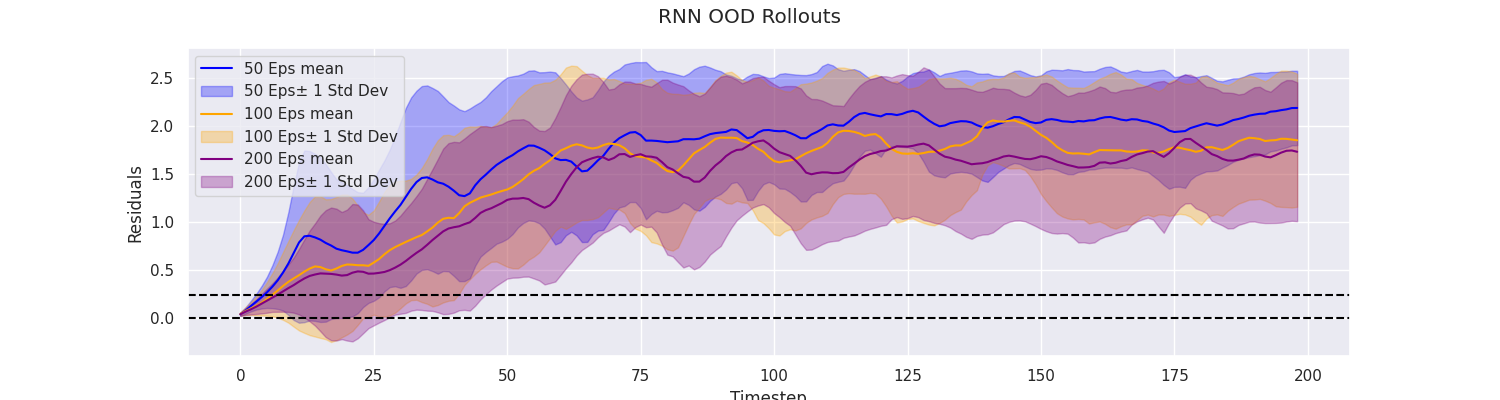 RNN OOD Rollouts
Residuals
2.5
2.0
1.5
1.0
0.5
0.0
50 Eps mean
50 Eps± 1 Std Dev
100 Eps mean
100 Eps± 1 Std Dev
200 Eps mean
200 Eps± 1 Std Dev
0 25 50 75 100 125 150 175 200
Timestep